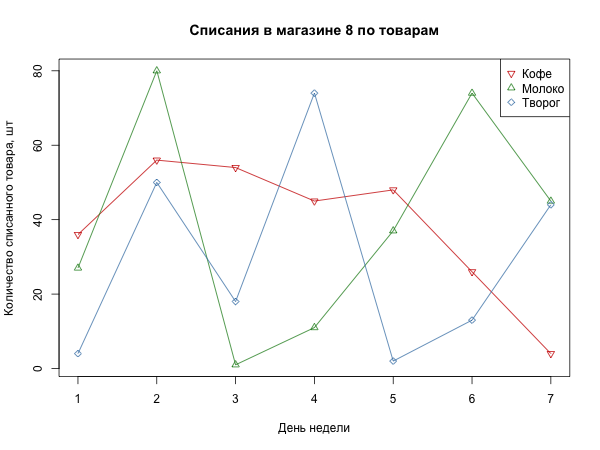 Списания в магазине 8 по товарам
Кофе
Молоко
Творог
Количество списанного товара, шт
80
60
40
20
0
1 2 3 4 5 6 7
День недели